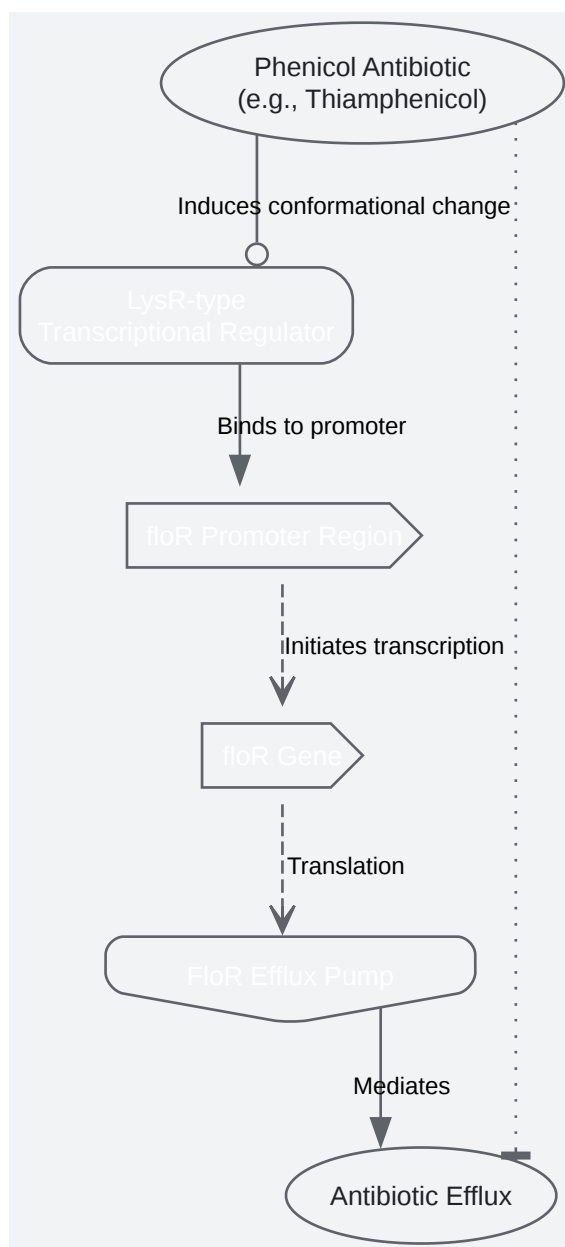 Phenicol Antibiotic
(e.g., Thiamphenicol)
Induces conformational change
LysR-type
Transcriptional Regulator
Binds to promoter
floR Promoter Region
Initiates transcription
floR Gene
Translation
FloR Efflux Pump
Mediates
Antibiotic Efflux